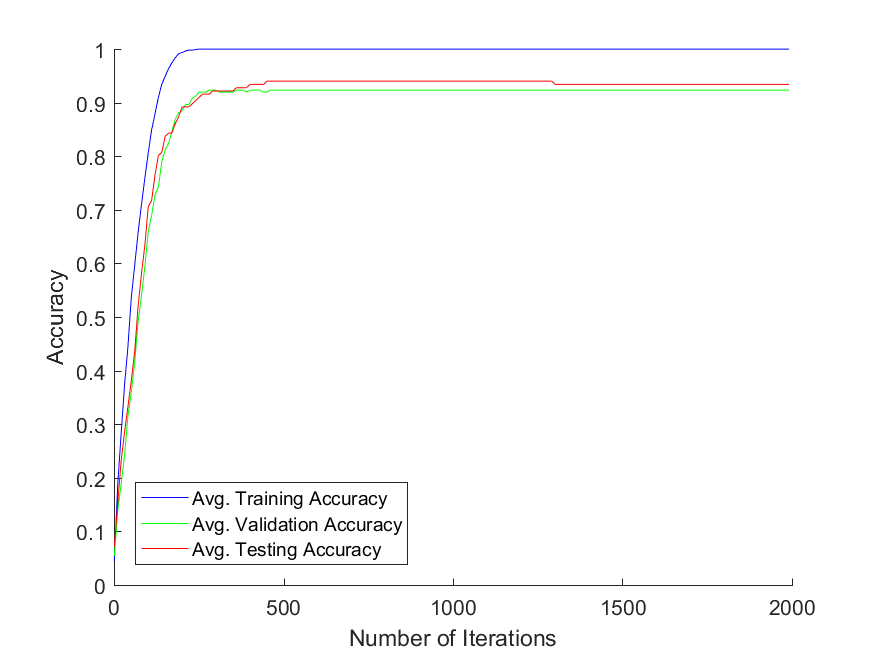 1
0.9
0.8
0.7
0.6
0.5
0.4
0.3
0.2
0.1
0
Accuracy
Avg. Training Accuracy
Avg. Validation Accuracy
Avg. Testing Accuracy
0 500 1000 1500 2000
Number of Iterations